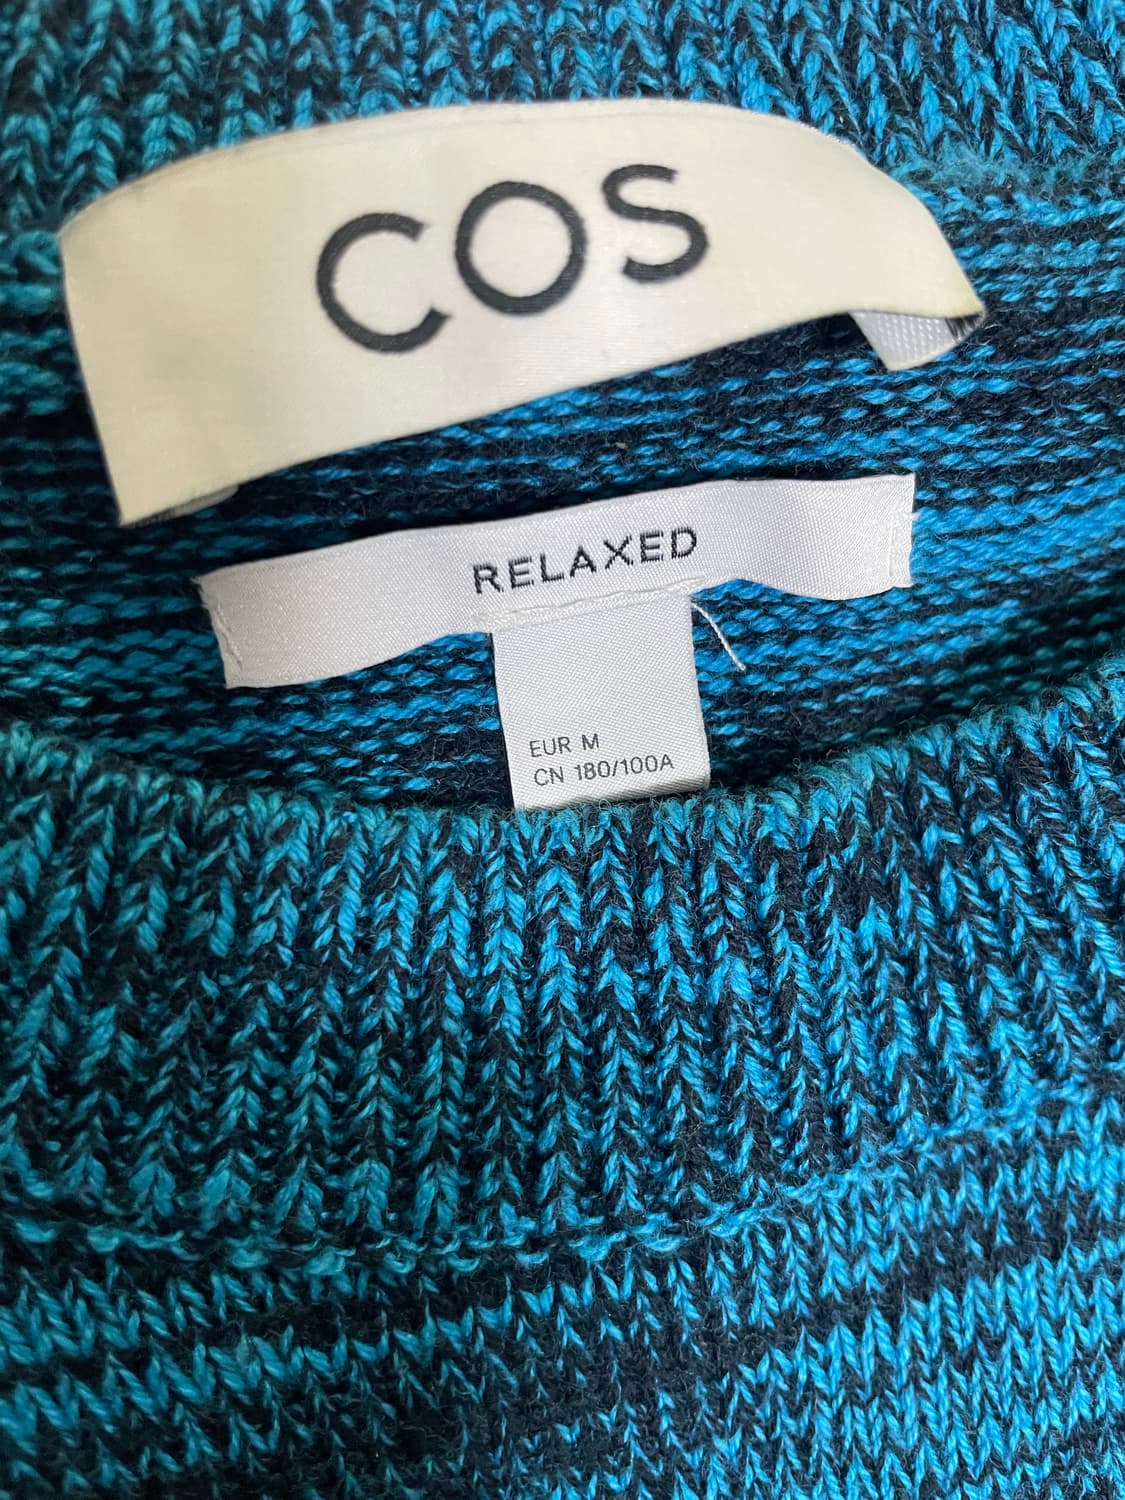 COS
RELAXED
EUR M
CN 180/100A